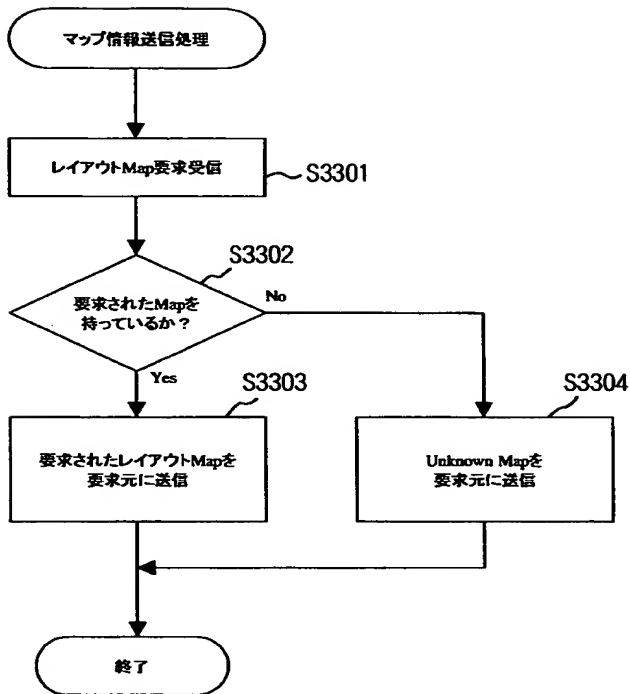 マップ情報送信処理
レイアウトMap要求受信
S3301
S3302
要求されたMapを
持っているか？
No
Yes
S3303
S3304
要求されたレイアウトMapを
要求元に送信
Unknown Mapを
要求元に送信
終了